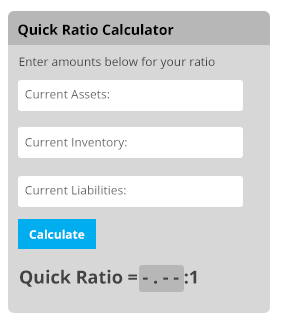 Quick Ratio Calculator
Enter amounts below for your ratio
Current Assets:
Current Inventory:
Current Liabilities:
Calculate
Quick Ratio = - . - - :1